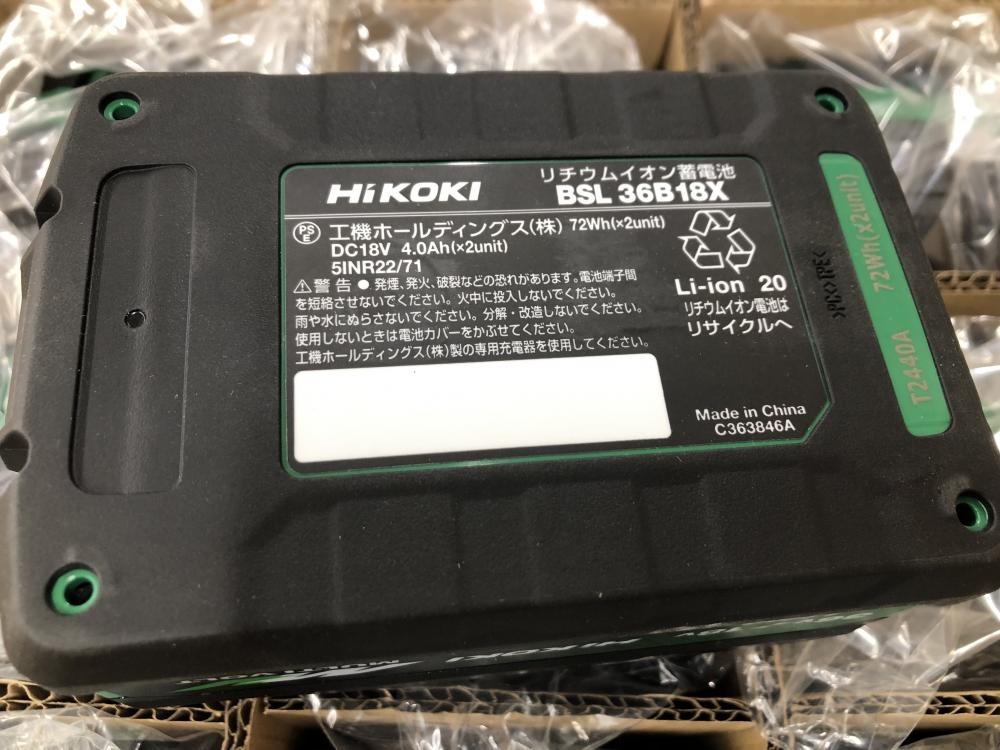 HiKOKI
リチウムイオン蓄電池
BSL 36B18X
PS
E
工機ホールディングス(株) 72Wh(×2unit)
DC18V 4.0Ah(×2unit)
5INR22/71
⚠警告 ● 発煙、発火、破裂などの恐れがあります。電池端子間
を短絡させないでください。火中に投入しないでください。
雨や水にぬらさないでください。分解・改造しないでください。
使用しないときは電池カバーをかぶせてください。
工機ホールディングス(株)製の専用充電器を使用してください。
Li-ion 20
リチウムイオン電池は
リサイクルへ
Made in China
C363846A
>PC<>TPE<
T2440A 72Wh(x2unit)
HiKOKI
MULTI VOLT